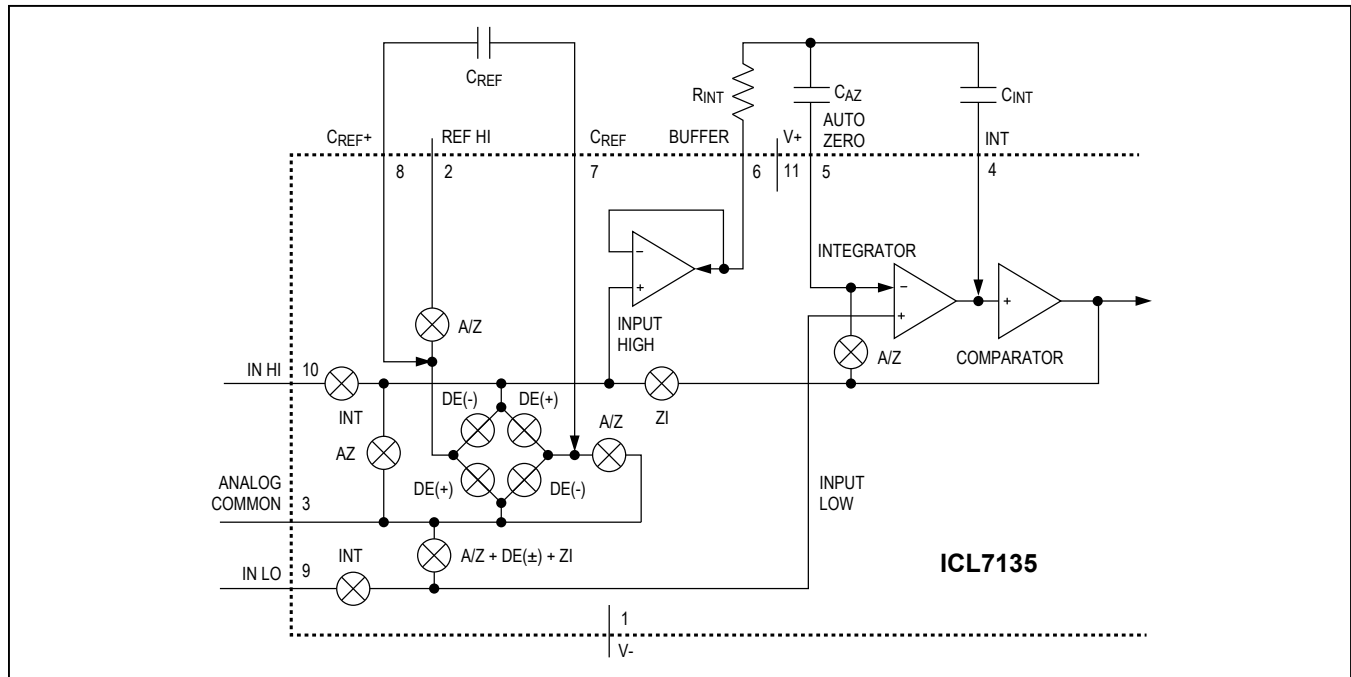 CREF
RINT
CAZ
CINT
CREF+
REF HI
CREF
BUFFER
V+
AUTO
ZERO
INT
8
2
7
6
11
5
4
INTEGRATOR
−
+
−
+
+
A/Z
INPUT
HIGH
A/Z
COMPARATOR
IN HI
10
INT
DE(-)
DE(+)
A/Z
ZI
AZ
DE(+)
DE(-)
ANALOG
COMMON
3
INPUT
LOW
INT
A/Z + DE(±) + ZI
IN LO
9
ICL7135
1
V-